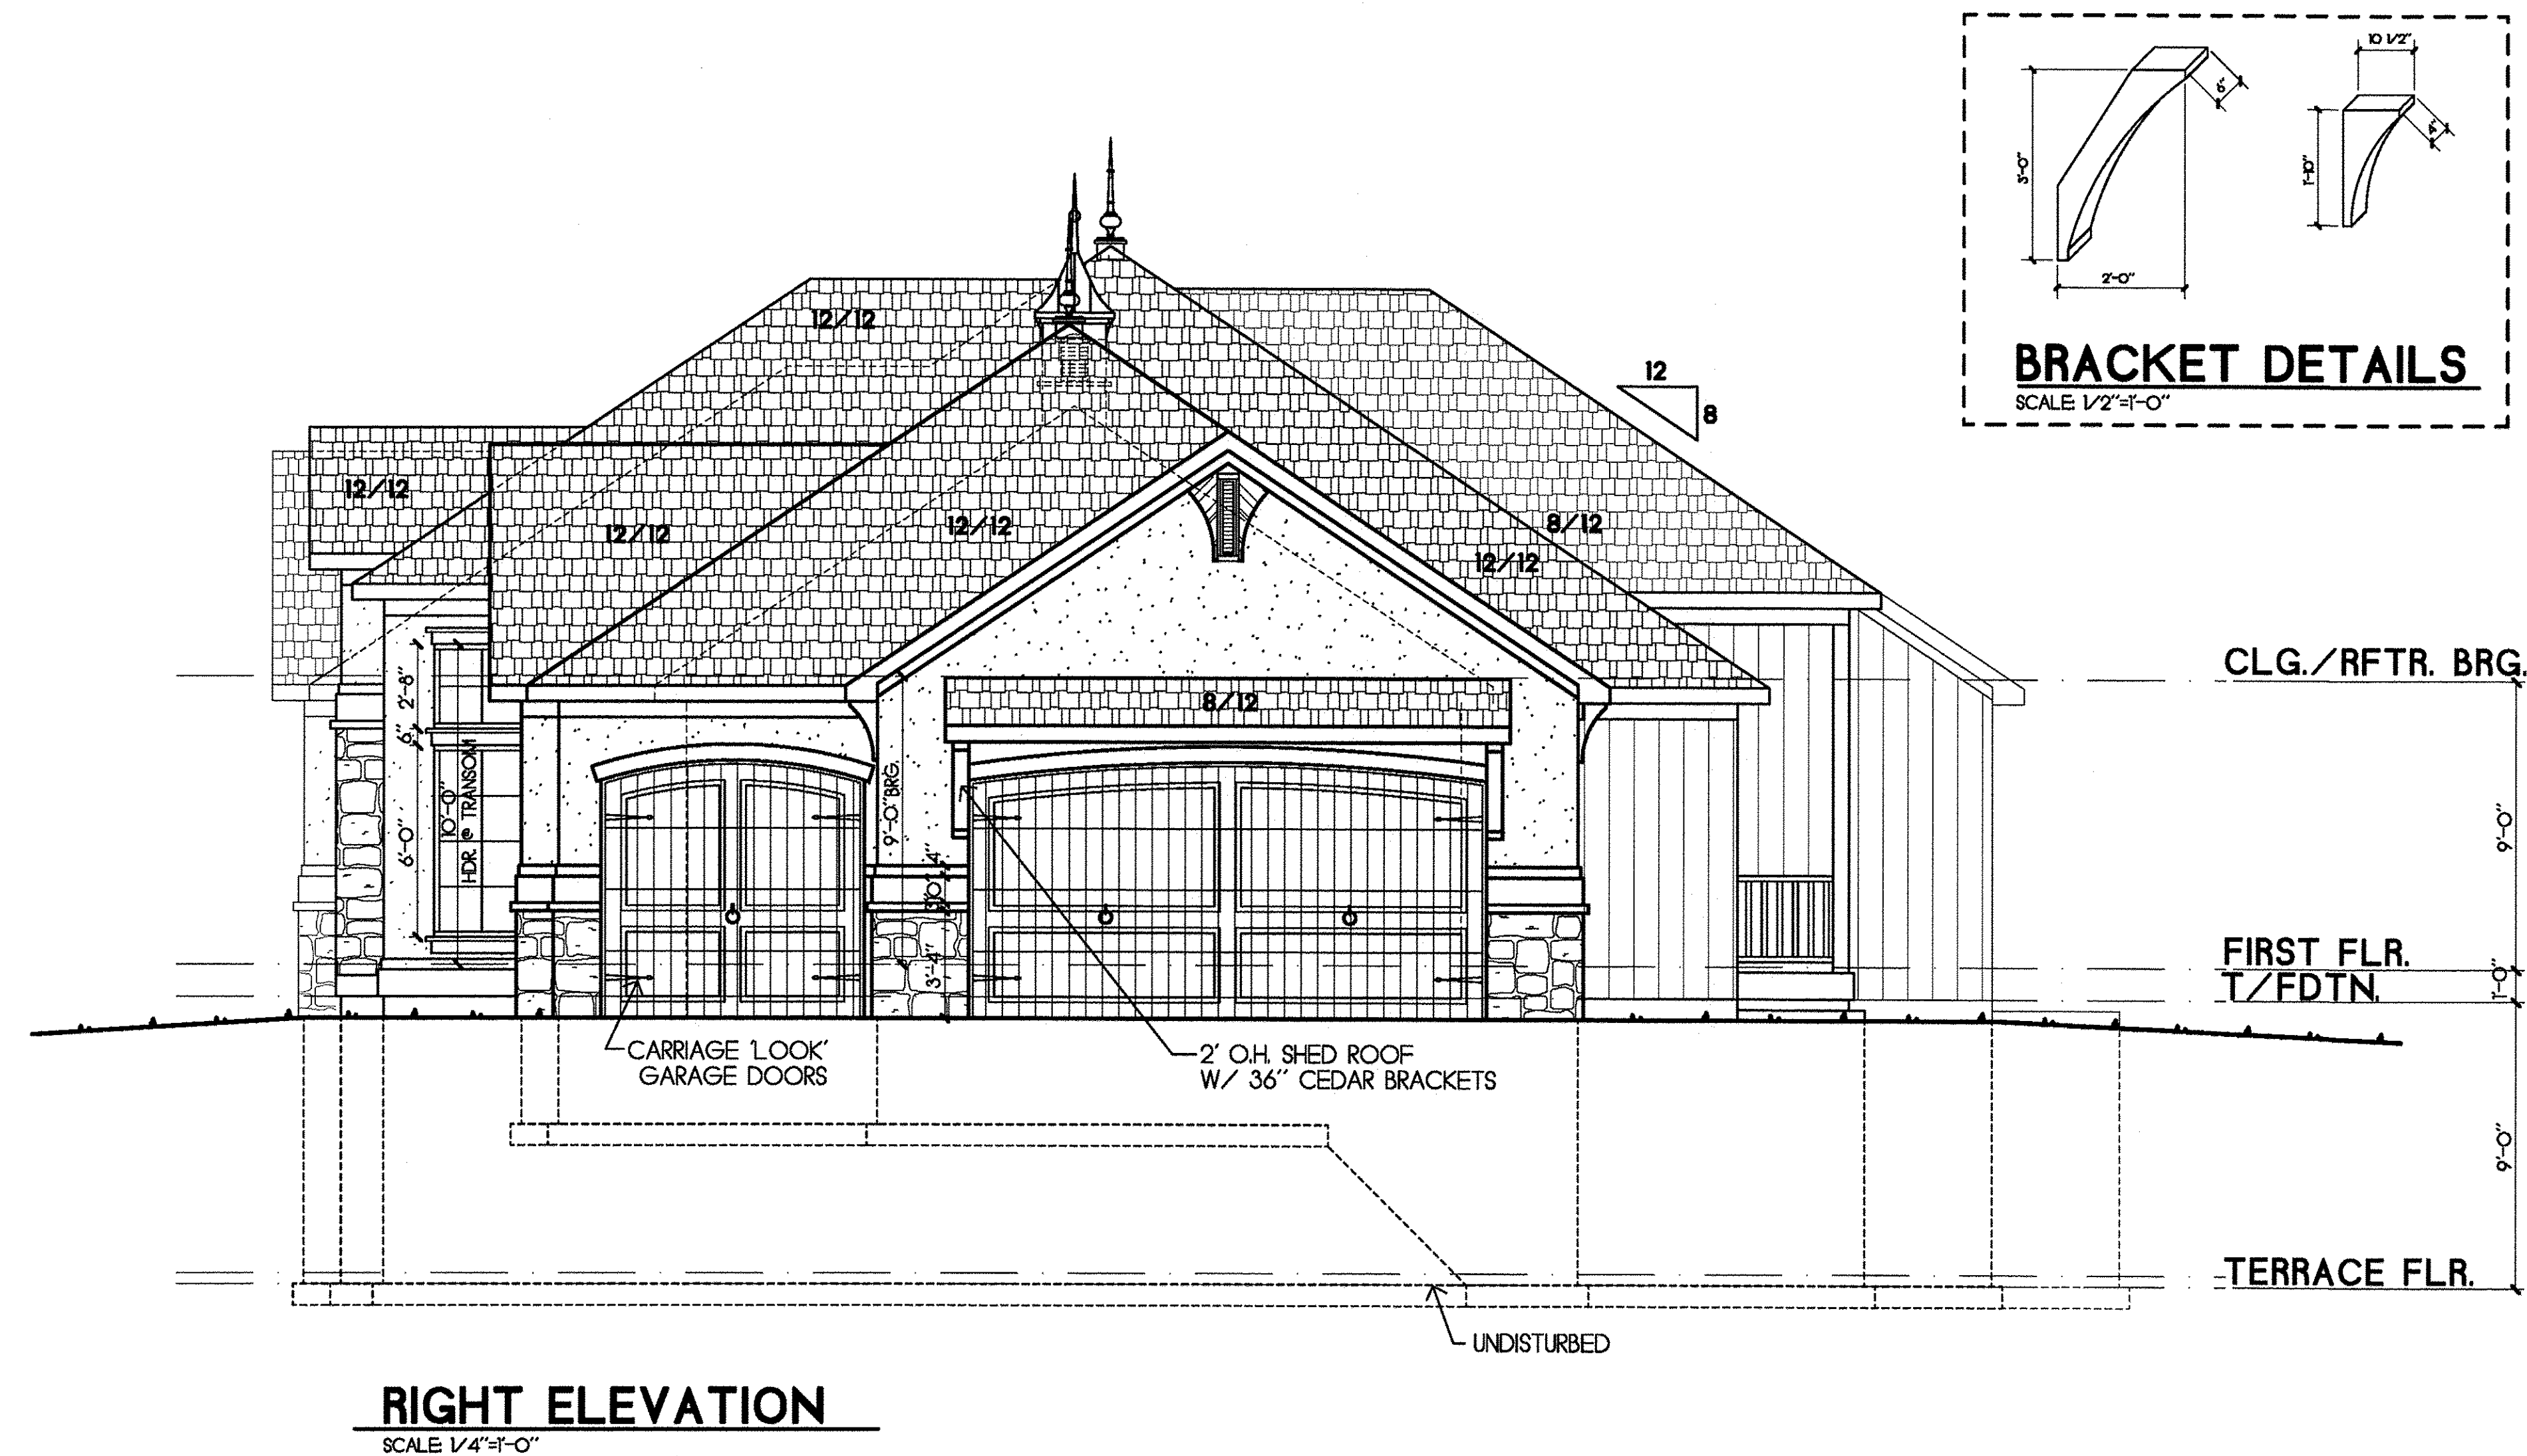 10 1/2"
6"
4"
3'-0"
1'-10"
2'-0"
BRACKET DETAILS
SCALE: 1/2"=1'-0"
12/12
12
8
12/12
12/12
12/12
8/12
12/12
CLG./RFTR. BRG.
2'-8"
6"
8/12
10'-0"
HDR. @ TRANSOM
6'-0"
9'-0" BRG.
4"
10"
3'-4"
9'-0"
FIRST FLR.
1'-0"
T/FDTN.
CARRIAGE 'LOOK'
GARAGE DOORS
2' O.H. SHED ROOF
W/ 36" CEDAR BRACKETS
9'-0"
TERRACE FLR.
UNDISTURBED
RIGHT ELEVATION
SCALE: 1/4"=1'-0"